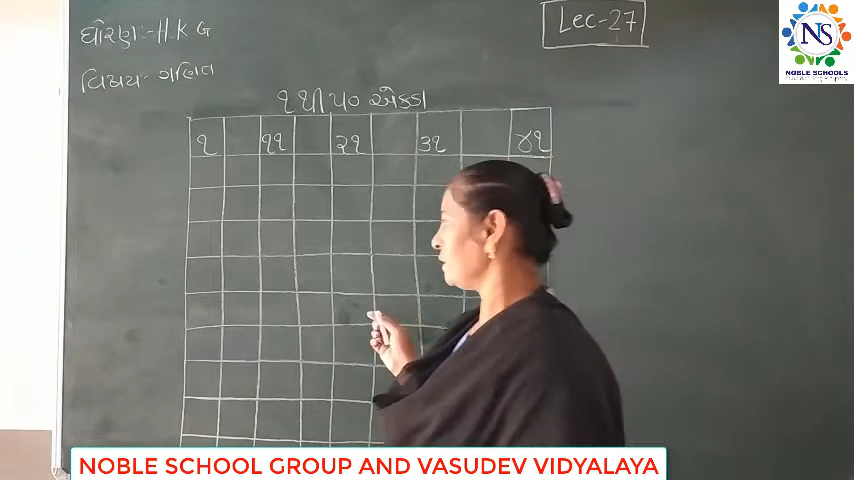 ધોરણ:-H.K G
Lec-27
વિષય- ગણિત
૧ થી ૫૦ એકડા
૧ ૧૧ ૨૧ ૩૧ ૪૧
NS
NOBLE SCHOOLS
NOBLE SCHOOL GROUP AND VASUDEV VIDYALAYA